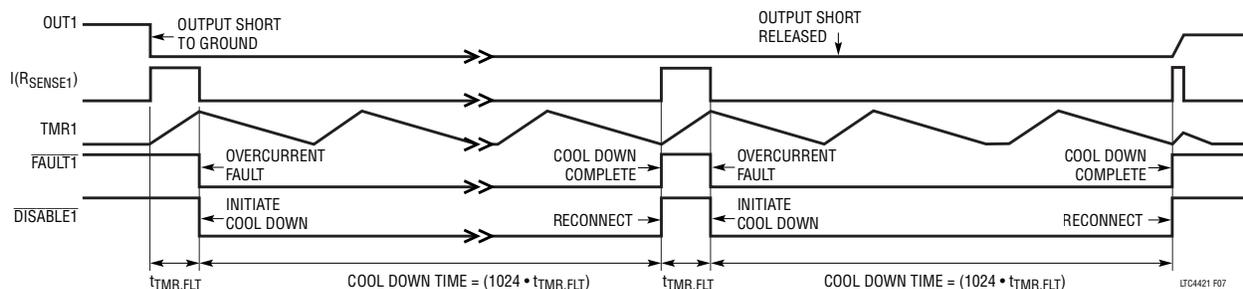 OUT1
OUTPUT SHORT
TO GROUND
OUTPUT SHORT
RELEASED
I(RSENSE1)
TMR1
FAULT1
OVERCURRENT
FAULT
COOL DOWN
COMPLETE
OVERCURRENT
FAULT
COOL DOWN
COMPLETE
DISABLE1
INITIATE
COOL DOWN
RECONNECT
INITIATE
COOL DOWN
RECONNECT
tTMR,FLT
COOL DOWN TIME = (1024 • tTMR,FLT)
tTMR,FLT
COOL DOWN TIME = (1024 • tTMR,FLT)
LTC4421 F07